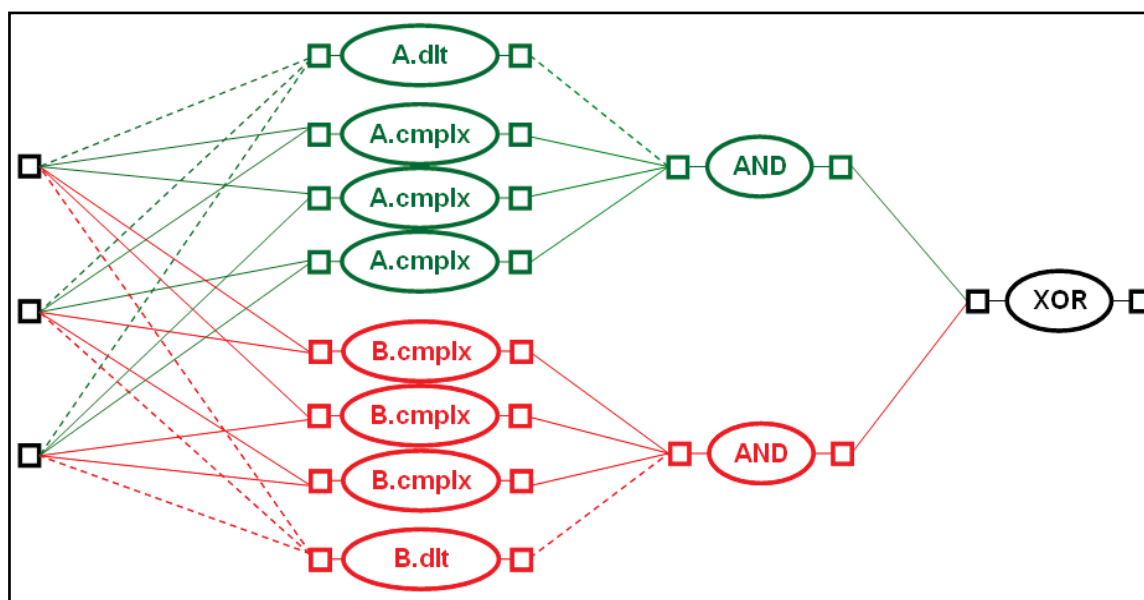 A.dlt
A.cmplx
AND
A.cmplx
A.cmplx
XOR
B.cmplx
B.cmplx
AND
B.cmplx
B.dlt